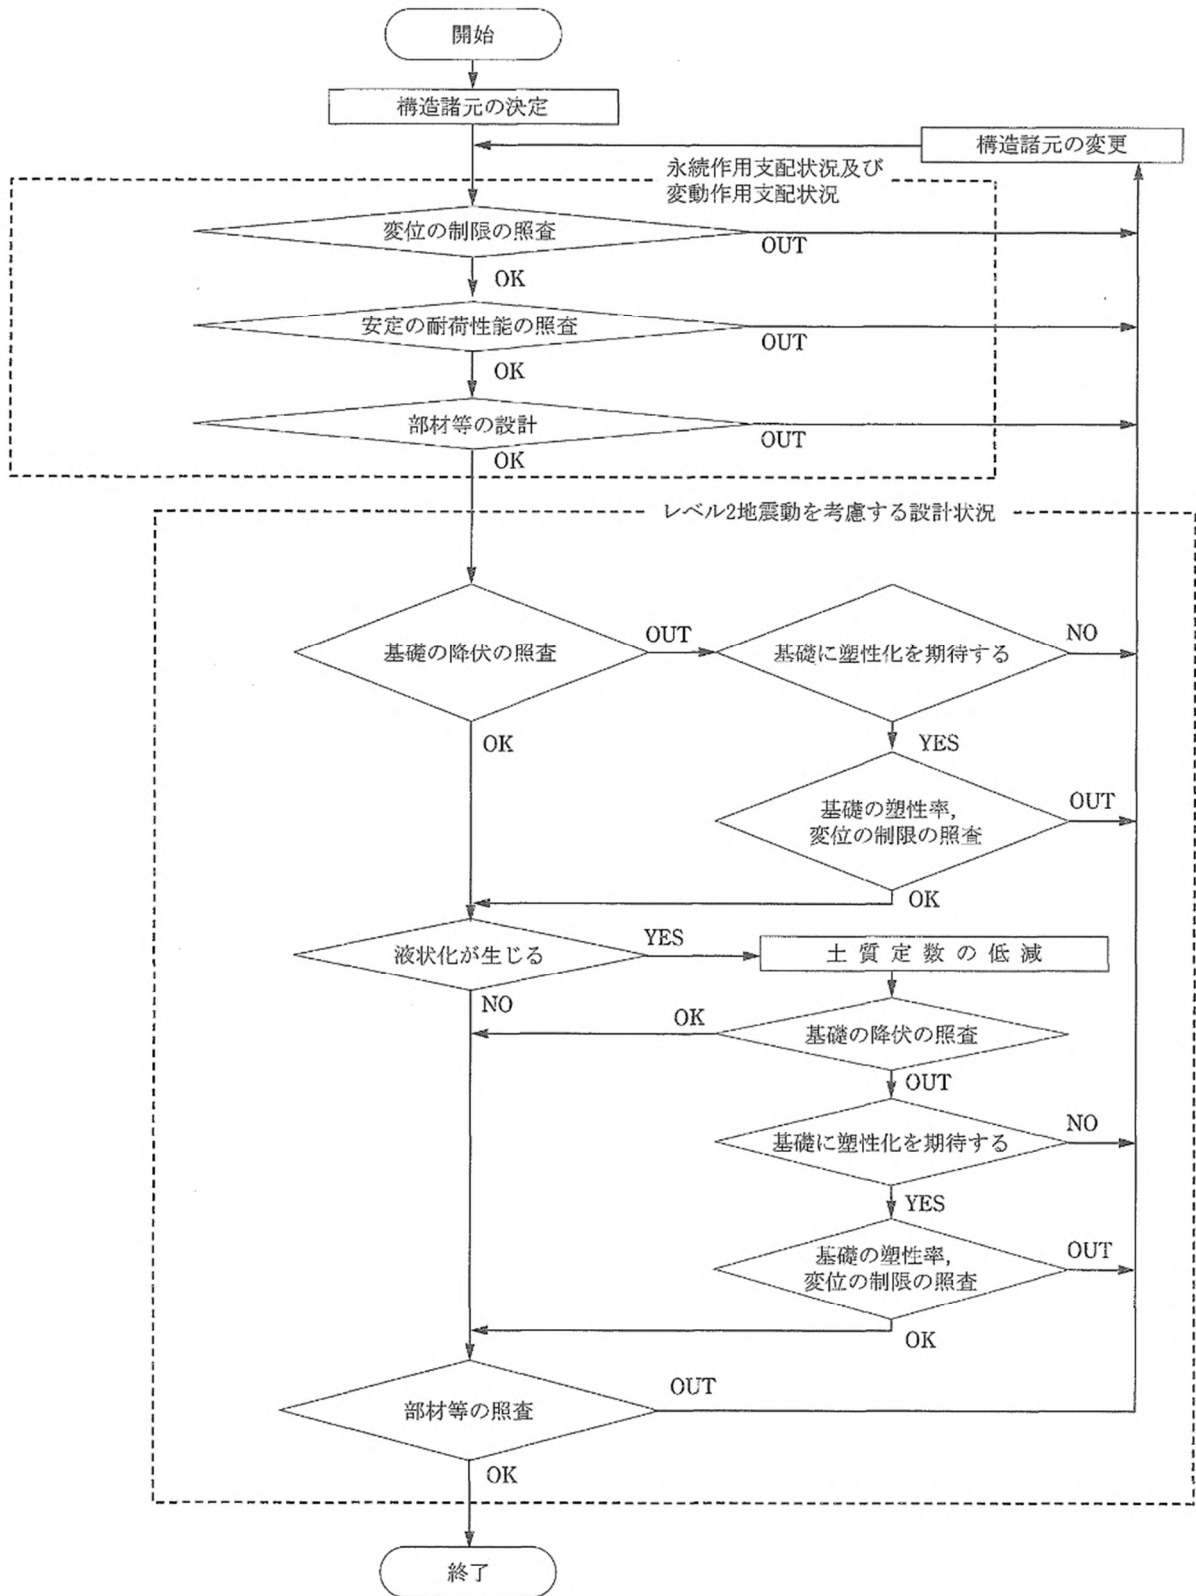 開始
構造諸元の決定
構造諸元の変更
永続作用支配状況及び
変動作用支配状況
変位の制限の照査
OUT
OK
安定の耐荷性能の照査
OUT
OK
部材等の設計
OUT
OK
レベル2地震動を考慮する設計状況
基礎の降伏の照査
OUT
基礎に塑性化を期待する
NO
OK
YES
基礎の塑性率,
変位の制限の照査
OUT
OK
液状化が生じる
YES
土質定数の低減
NO
OK
基礎の降伏の照査
OUT
基礎に塑性化を期待する
NO
YES
基礎の塑性率,
変位の制限の照査
OUT
OK
部材等の照査
OUT
OK
終了